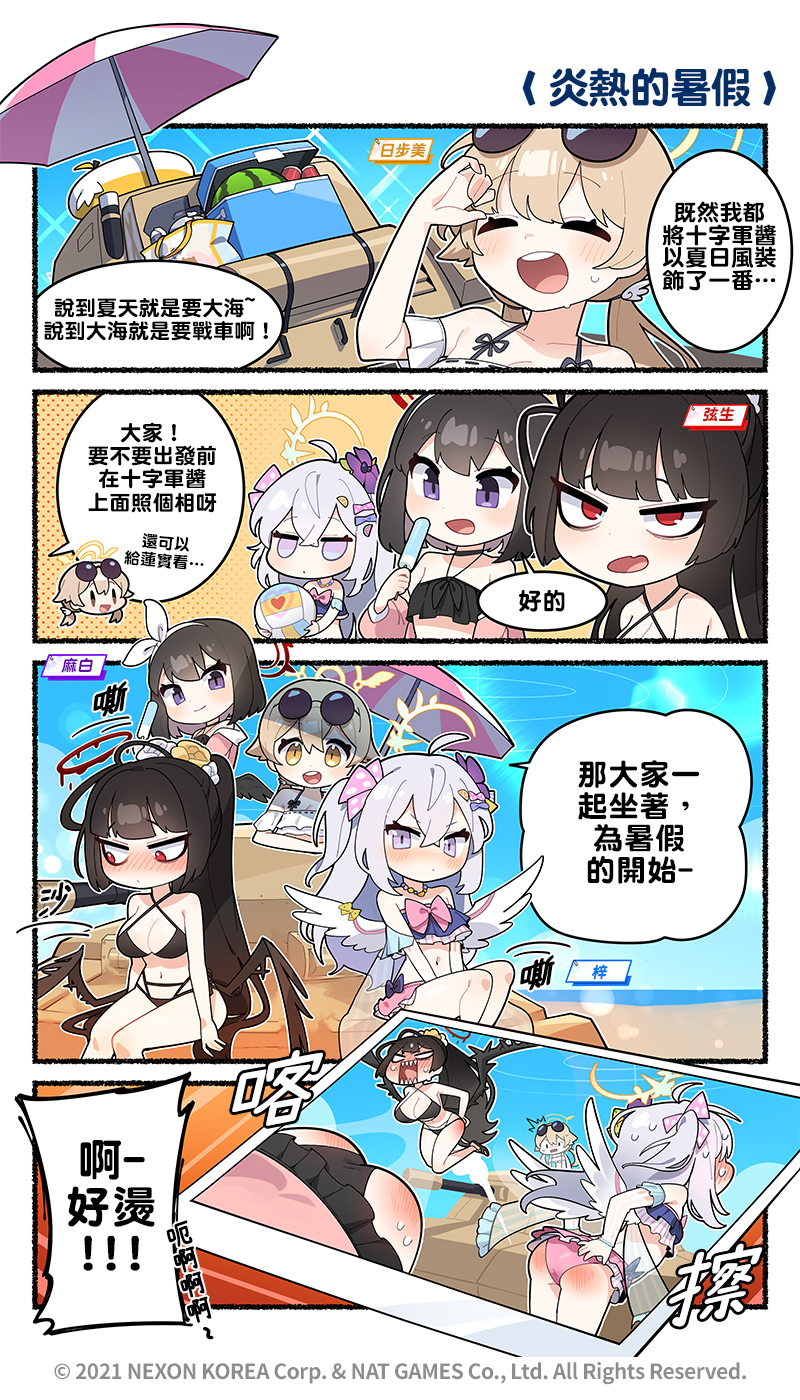 《炎熱的暑假》
日步美
既然我都
將十字軍醬
以夏日風裝
飾了一番…
說到夏天就是要大海~
說到大海就是要戰車啊！
弦生
大家！
要不要出發前
在十字軍醬
上面照個相呀
還可以
給蓮實看…
好的
麻白
嘶
那大家一
起坐著，
為暑假
的開始-
沙
嘶
梓
喀
啊-
好燙
!!!
呃啊啊啊啊~
擦
© 2021 NEXON KOREA Corp. & NAT GAMES Co., Ltd. All Rights Reserved.